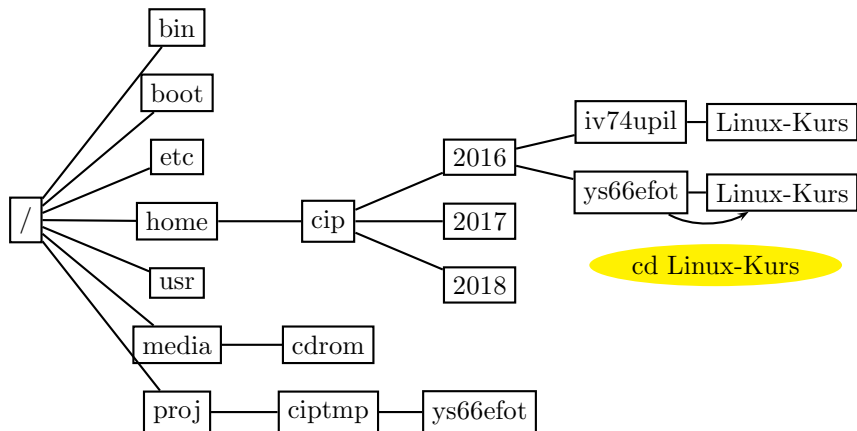 bin
boot
etc
/
home
cip
usr
media
cdrom
proj
ciptmp
ys66efot
2016
2017
2018
iv74upil
Linux-Kurs
ys66efot
Linux-Kurs
cd Linux-Kurs